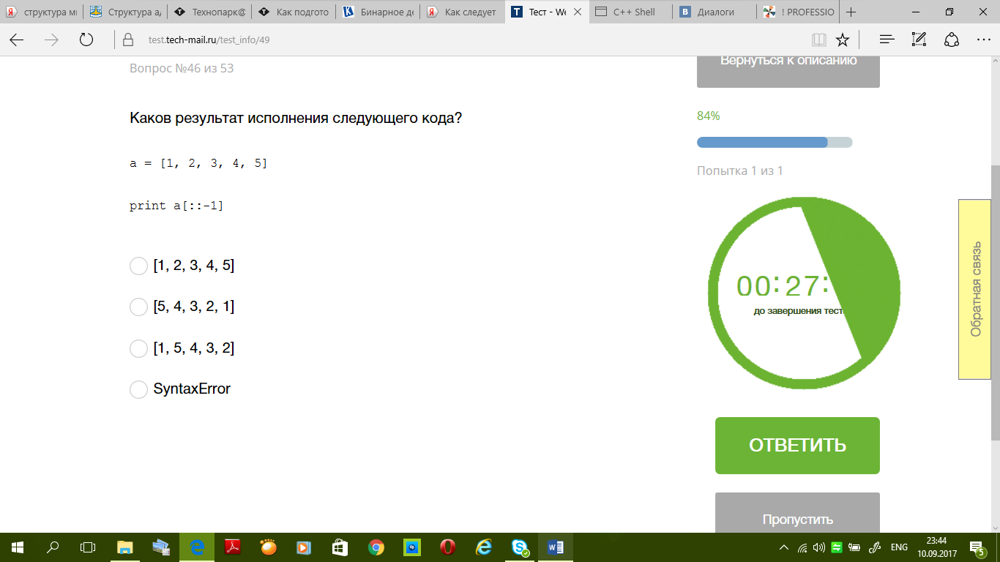 структура м
Структура а
Технопарк@
Как подгото
Бинарное де
Как следует
Тест - We
C++ Shell
Диалоги
! PROFESSIO
test.tech-mail.ru/test_info/49
Вопрос №46 из 53
Вернуться к описанию
Каков результат исполнения следующего кода?
84%
a = [1, 2, 3, 4, 5]
Попытка 1 из 1
print a[::-1]
[1, 2, 3, 4, 5]
00:27:
[5, 4, 3, 2, 1]
до завершения тест
Обратная связь
[1, 5, 4, 3, 2]
SyntaxError
ОТВЕТИТЬ
Пропустить
ENG
23:44
10.09.2017
5